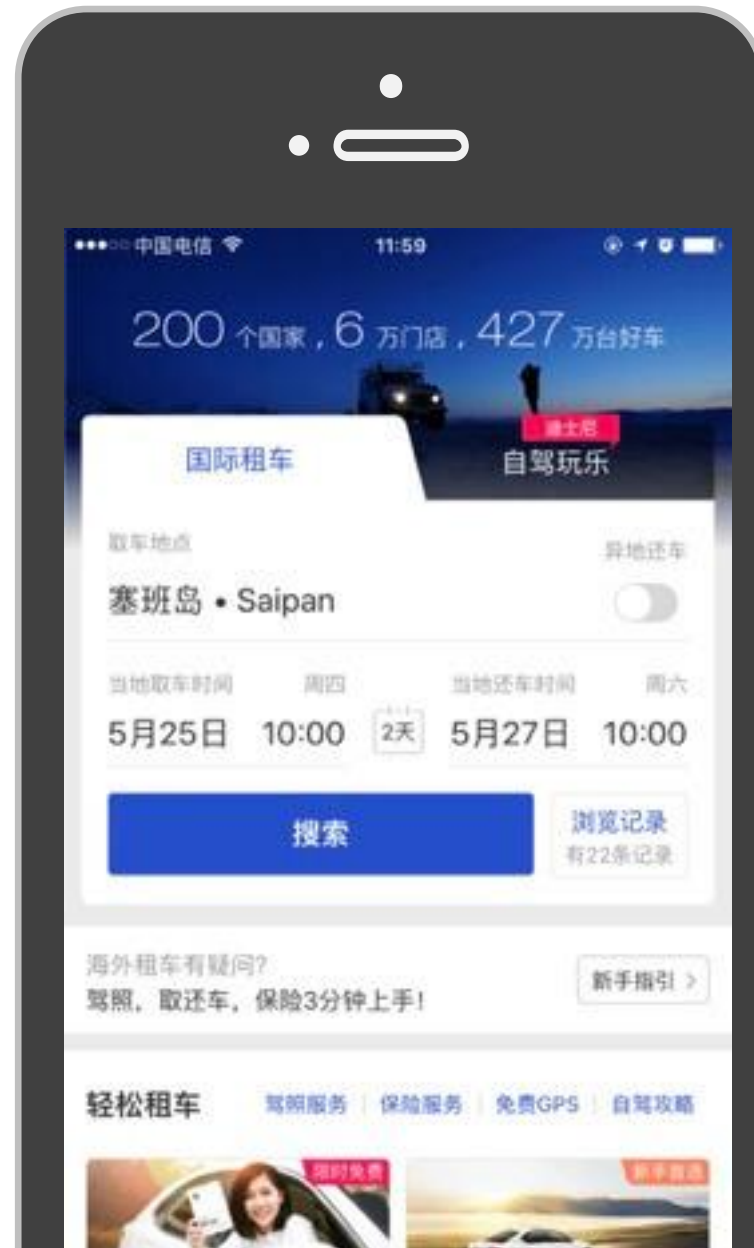 中国电信 11:59
200 个国家 , 6 万门店 , 427 万台好车
迪士尼
国际租车 自驾玩乐
取车地点 异地还车
塞班岛 • Saipan
当地取车时间 周四 当地还车时间 周六
5月25日 10:00 2天 5月27日 10:00
搜索 浏览记录
有22条记录
海外租车有疑问? 新手指引 >
驾照, 取还车, 保险3分钟上手!
轻松租车 驾照服务 保险服务 免费GPS 自驾攻略
限时免费 新手首选